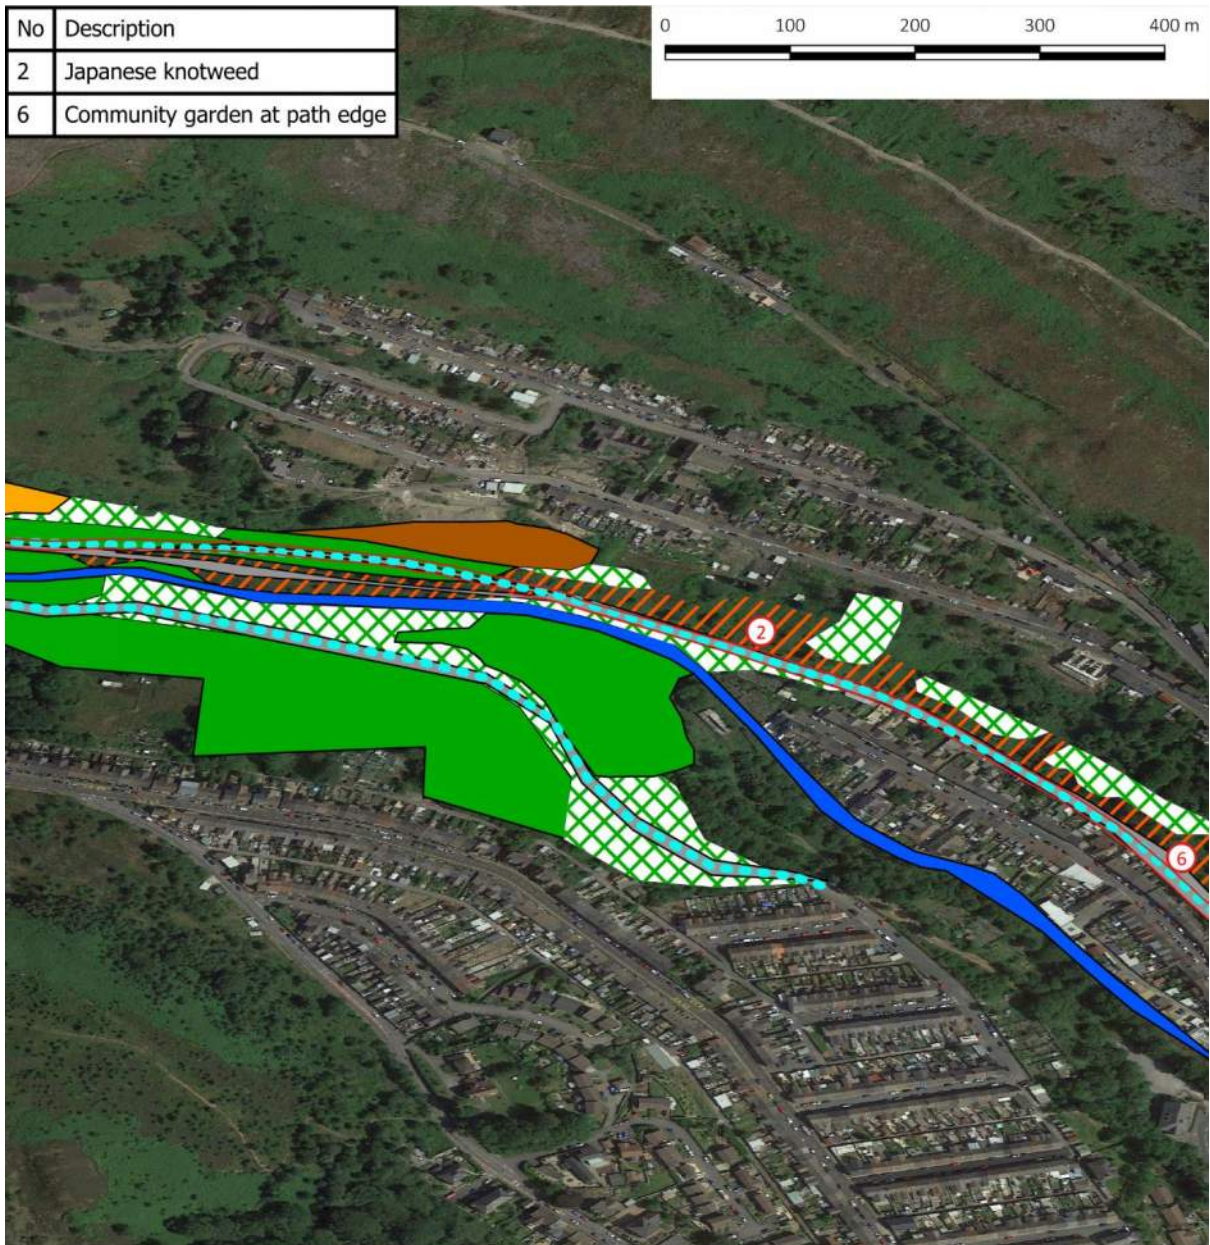 No Description
2 Japanese knotweed
6 Community garden at path edge
0 100 200 300 400 m
2
6